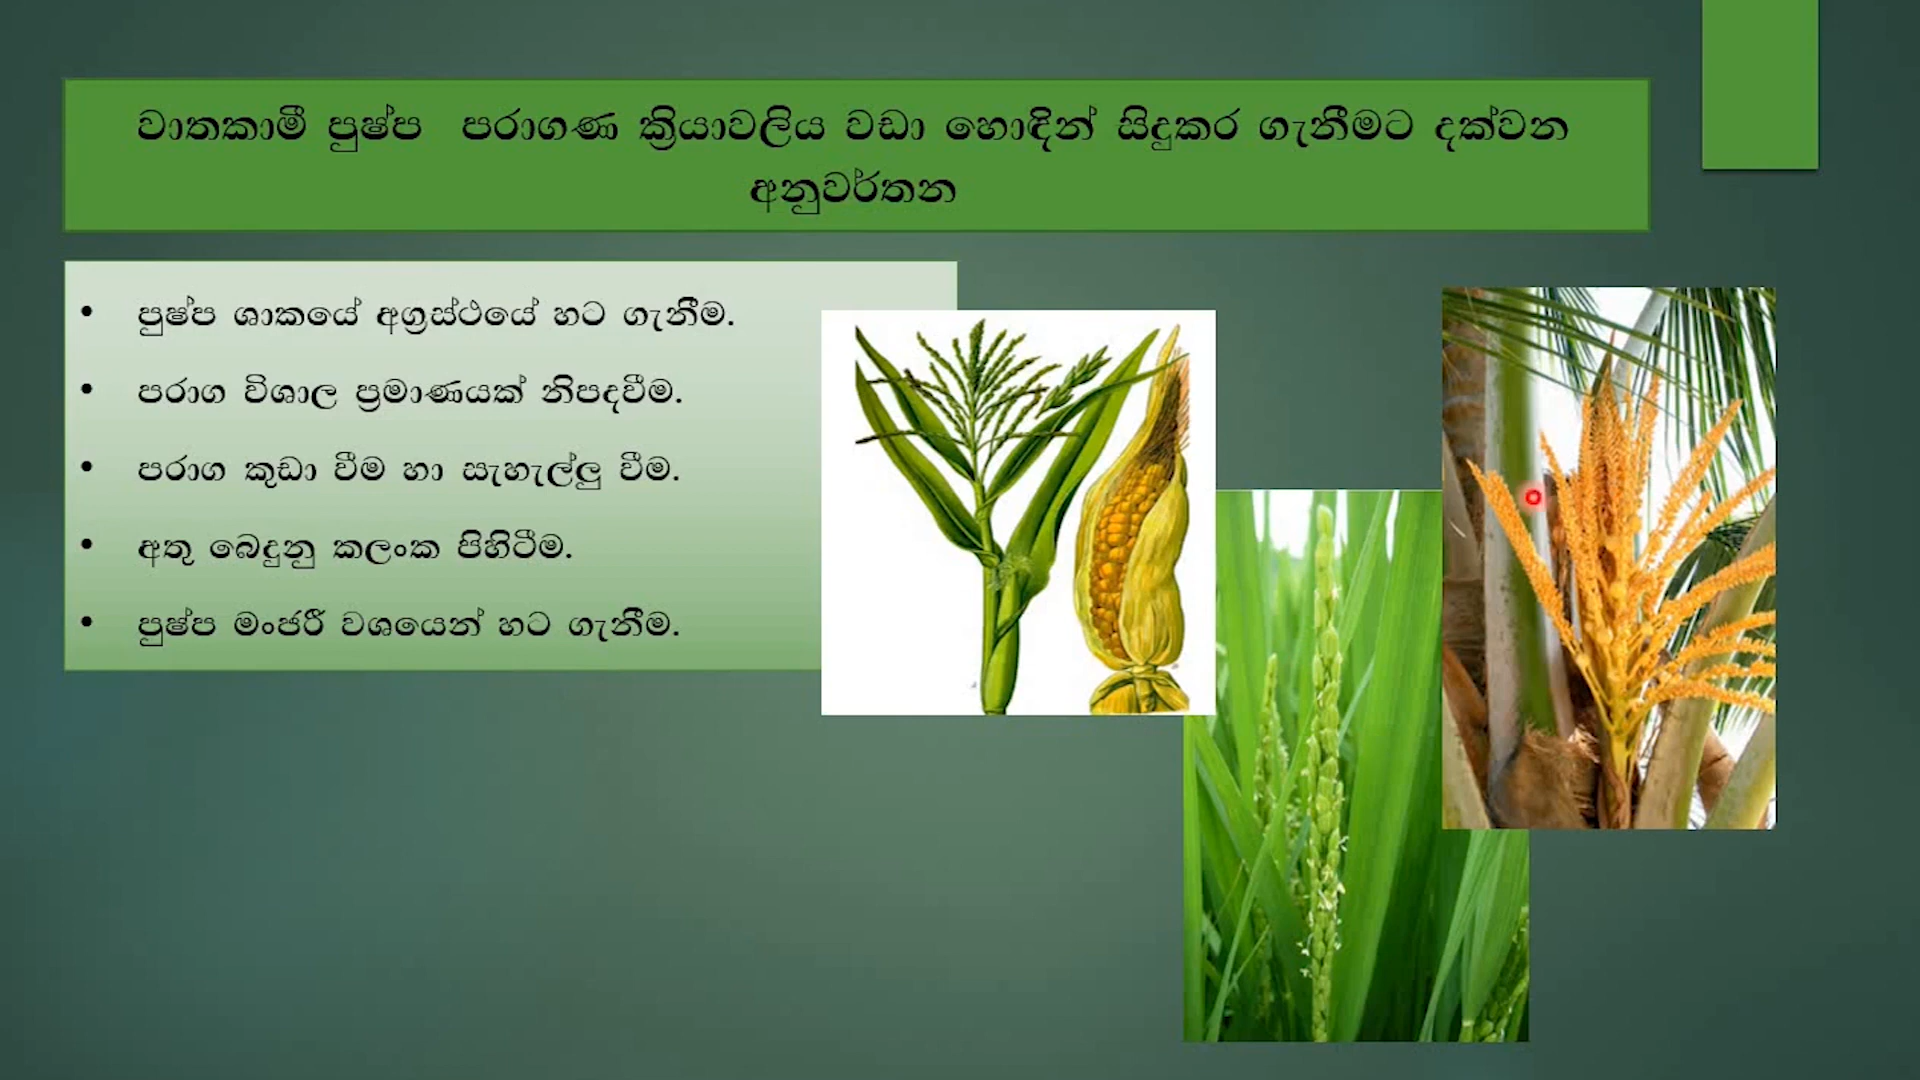 වාතකාමී පුෂ්ප පරාගණ ක්‍රියාවලිය වඩා හොඳින් සිදුකර ගැනීමට දක්වන
අනුවර්තන
• පුෂ්ප ශාකයේ අග්‍රස්ථයේ හට ගැනීම.
• පරාග විශාල ප්‍රමාණයක් නිපදවීම.
• පරාග කුඩා වීම හා සැහැල්ලු වීම.
• අතු බෙදුනු කලංක පිහිටීම.
• පුෂ්ප මංජරී වශයෙන් හට ගැනීම.